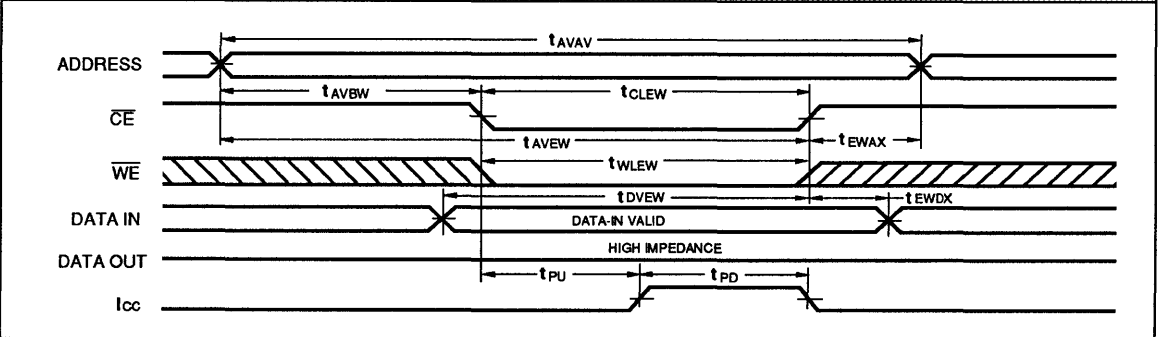 tAVAV
ADDRESS
tAVBW
tCLEW
CE
tAVEW
tEWAX
tWLEW
WE
tDVEW
tEWDX
DATA IN
DATA-IN VALID
HIGH IMPEDANCE
DATA OUT
tPU
tPD
Icc